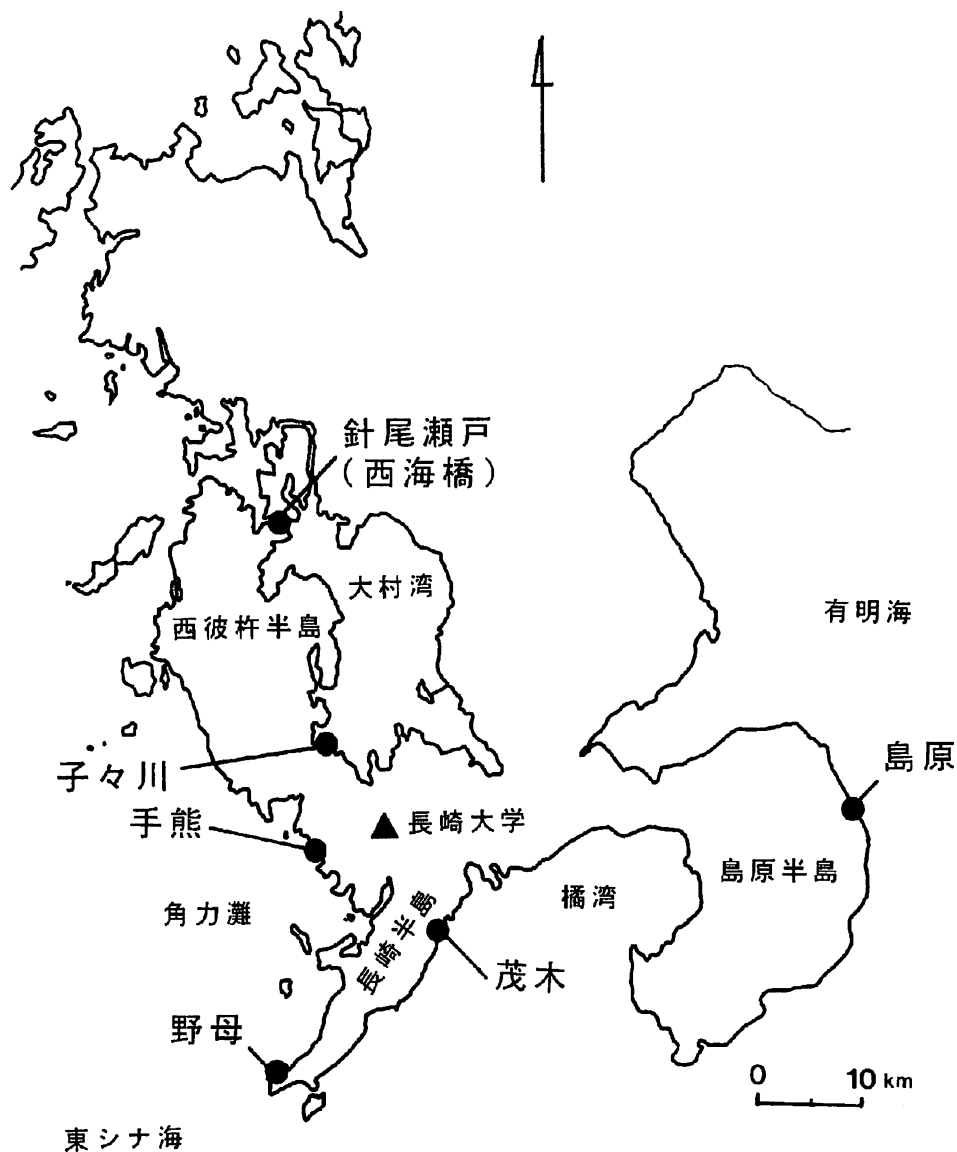 針尾瀬戸
(西海橋)
大村湾
有明海
西彼杵半島
島原
子々川
手熊
長崎大学
島原半島
橘湾
角力灘
長崎半島
茂木
野母
0 10 km
東シナ海